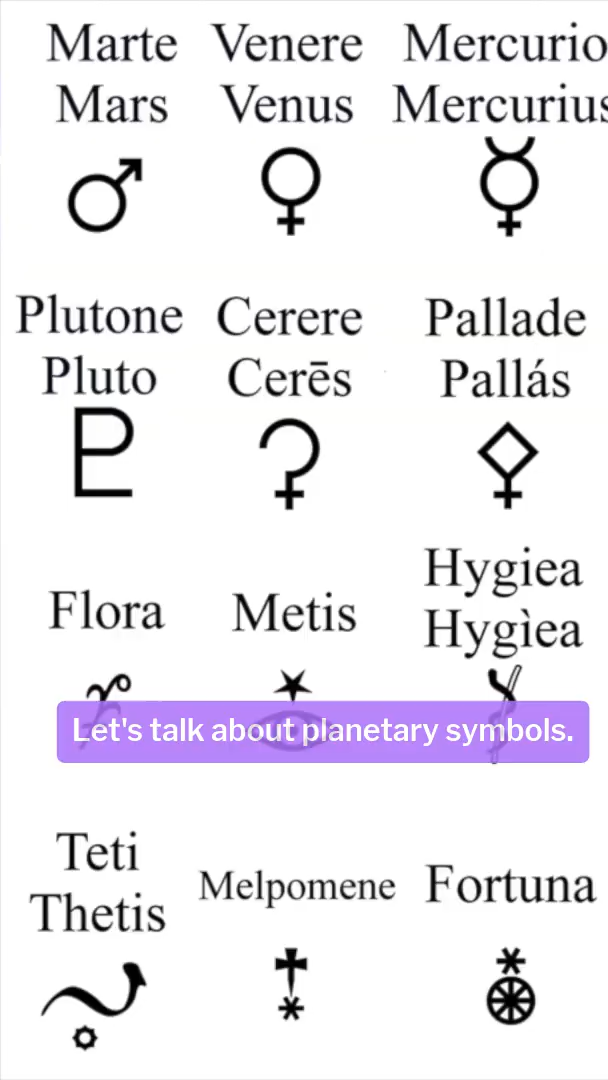 Marte Venere Mercurio
Mars Venus Mercurius
Plutone Cerere Pallade
Pluto Cerēs Pallás
Hygiea
Flora Metis Hygìea
Let's talk about planetary symbols.
Teti
Melpomene Fortuna
Thetis